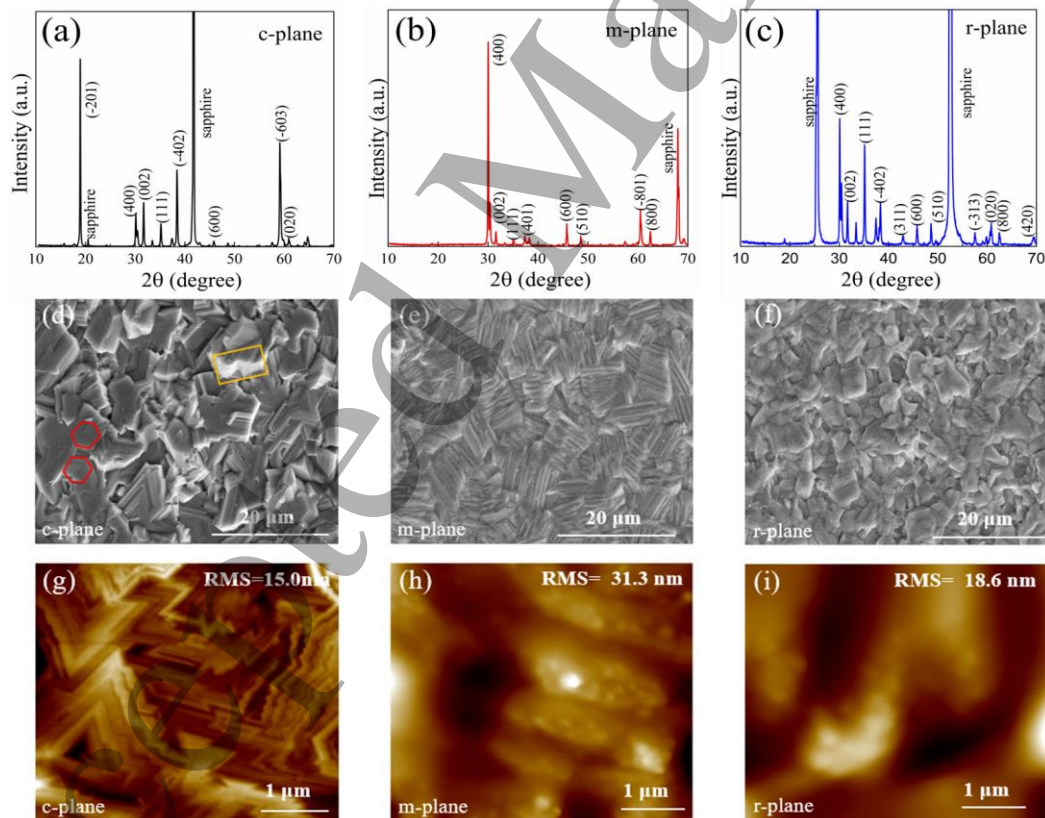 (a)
c-plane
Intensity (a.u.)
(-201)
sapphire
(400)
(002)
(111)
(-402)
sapphire
(600)
(-603)
(020)
10 20 30 40 50 60 70
2θ (degree)
(b)
m-plane
Intensity (a.u.)
(400)
(002)
(111)
(401)
(600)
(510)
(-801)
(800)
sapphire
10 20 30 40 50 60 70
2θ (degree)
(c)
r-plane
Intensity (a.u.)
sapphire
(400)
(002)
(111)
(-402)
(311)
(600)
(510)
sapphire
(-313)
(020)
(800)
(420)
10 20 30 40 50 60 70
2θ (degree)
(d)
c-plane
20 μm
(e)
m-plane
20 μm
(f)
r-plane
20 μm
(g)
RMS=15.0nm
c-plane
1 μm
(h)
RMS= 31.3 nm
m-plane
1 μm
(i)
RMS= 18.6 nm
r-plane
1 μm
cepted Ma